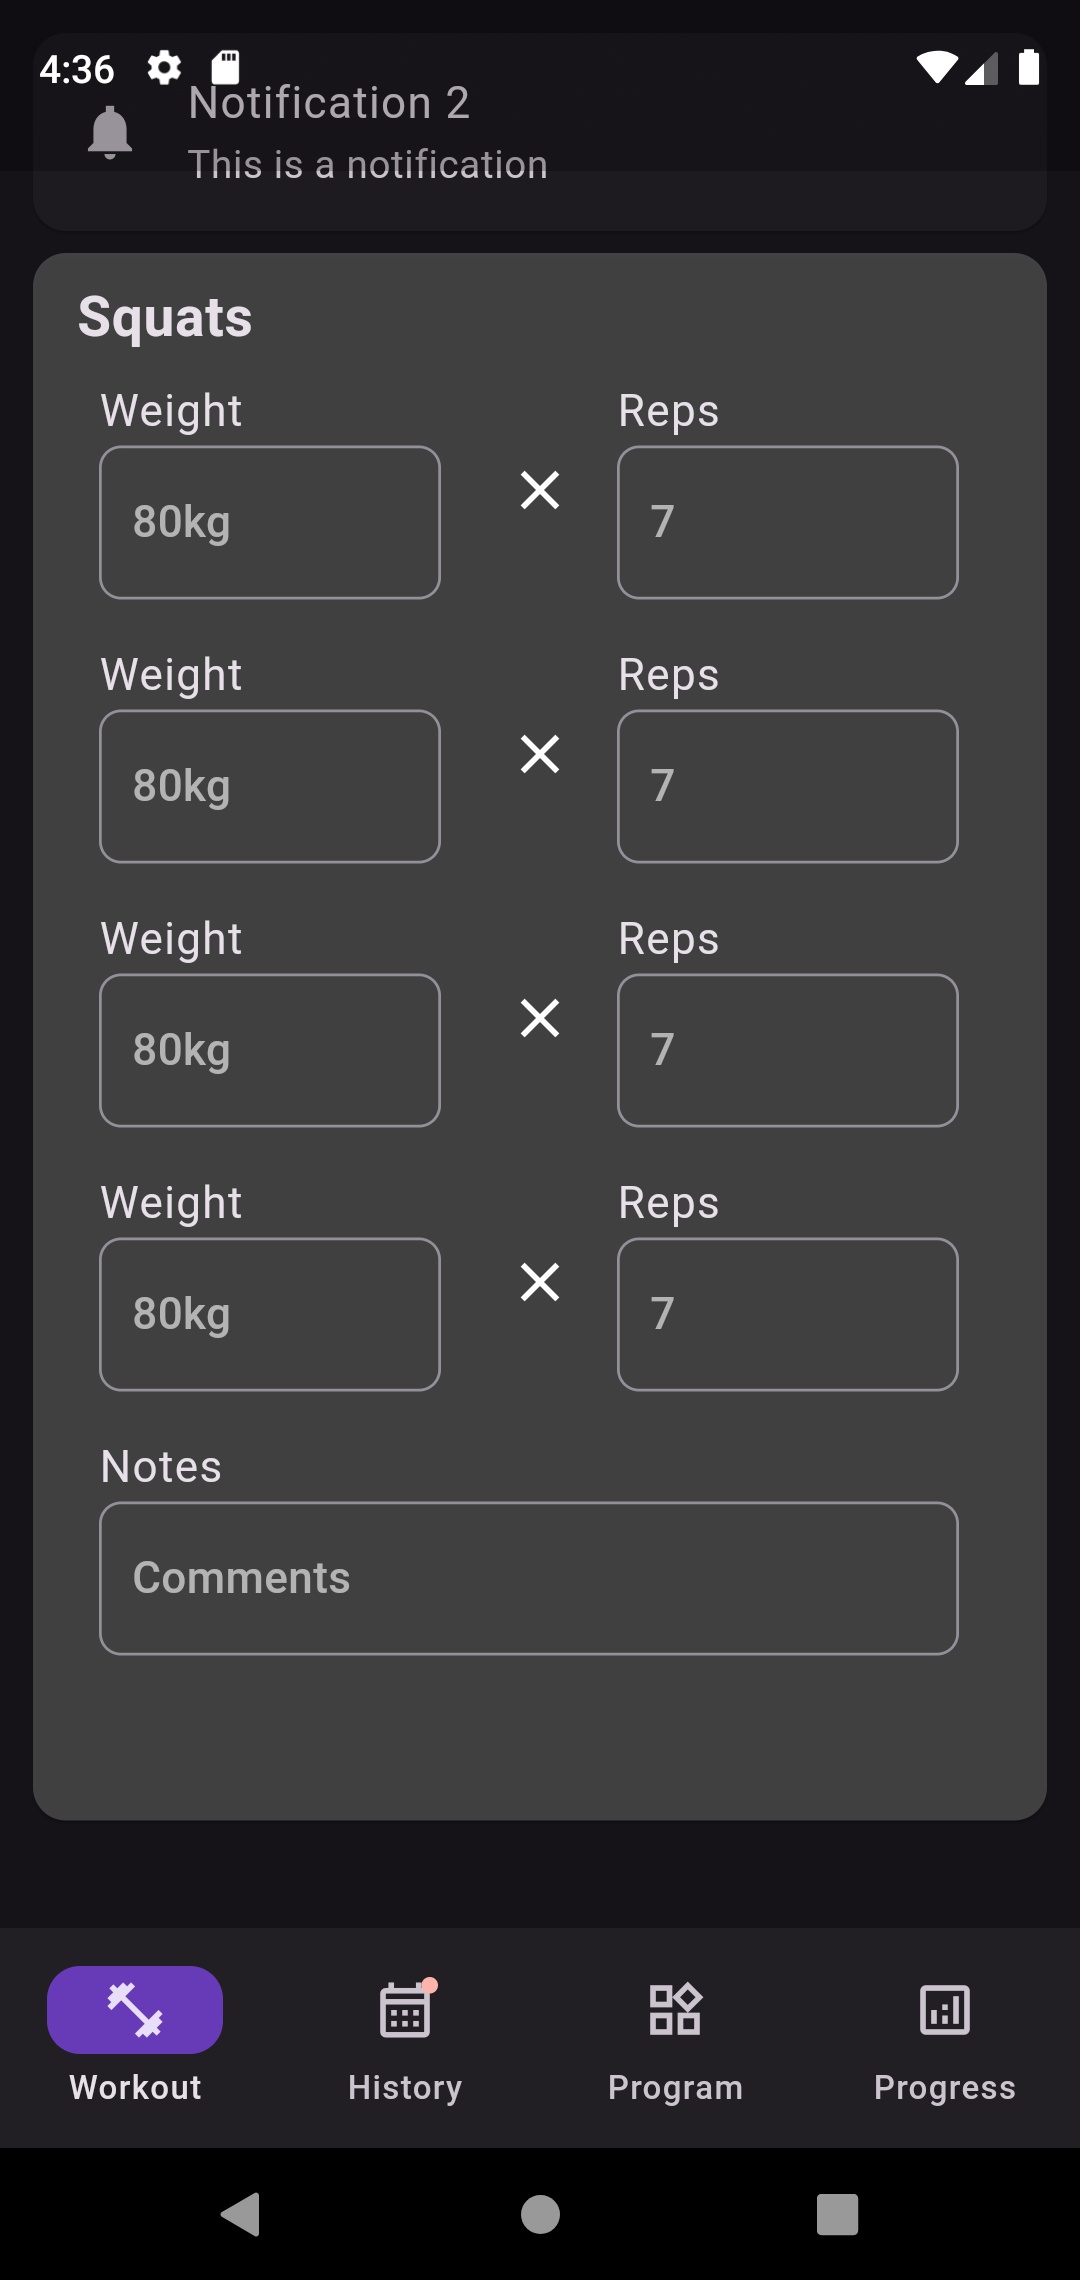 4:36
Notification 2
This is a notification
Squats
Weight Reps
80kg 7
Weight Reps
80kg 7
Weight Reps
80kg 7
Weight Reps
80kg 7
Notes
Comments
Workout History Program Progress